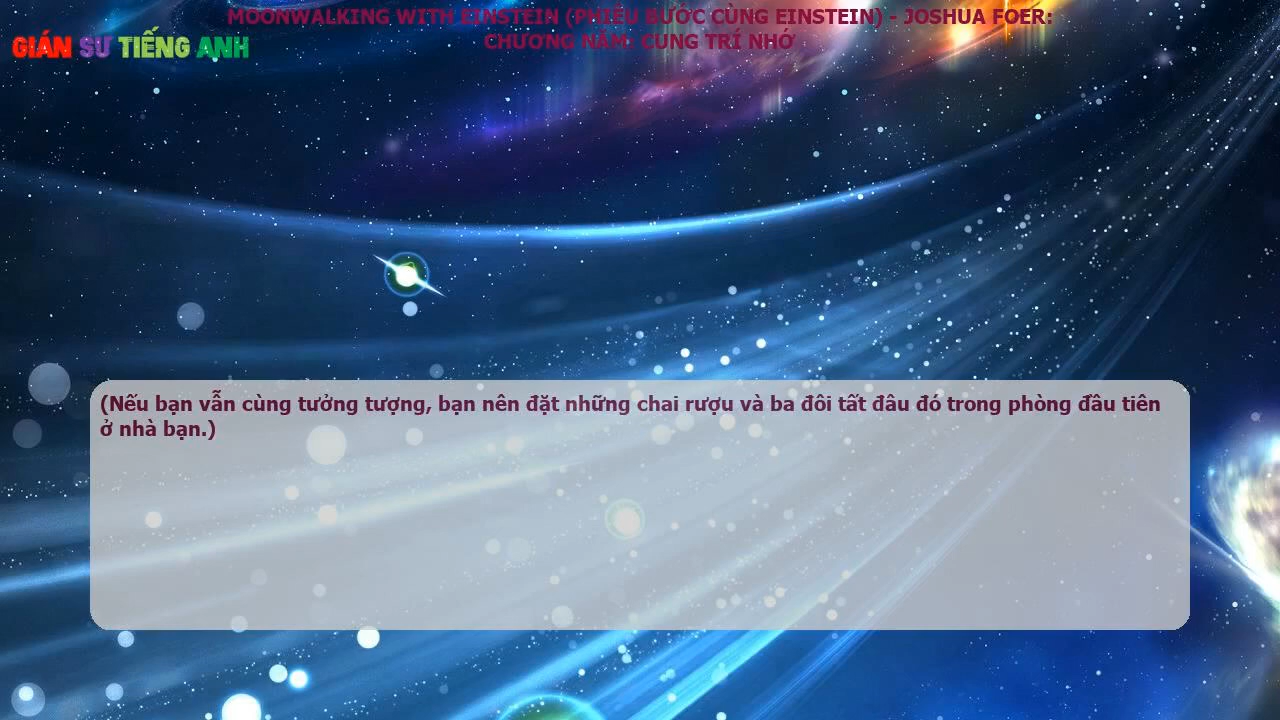 MOONWALKING WITH EINSTEIN (PHIÊU BƯỚC CÙNG EINSTEIN) - JOSHUA FOER:
CHƯƠNG NĂM: CUNG TRÍ NHỚ
GIÁN SƯ TIẾNG ANH
(Nếu bạn vẫn cùng tưởng tượng, bạn nên đặt những chai rượu và ba đôi tất đâu đó trong phòng đầu tiên
ở nhà bạn.)